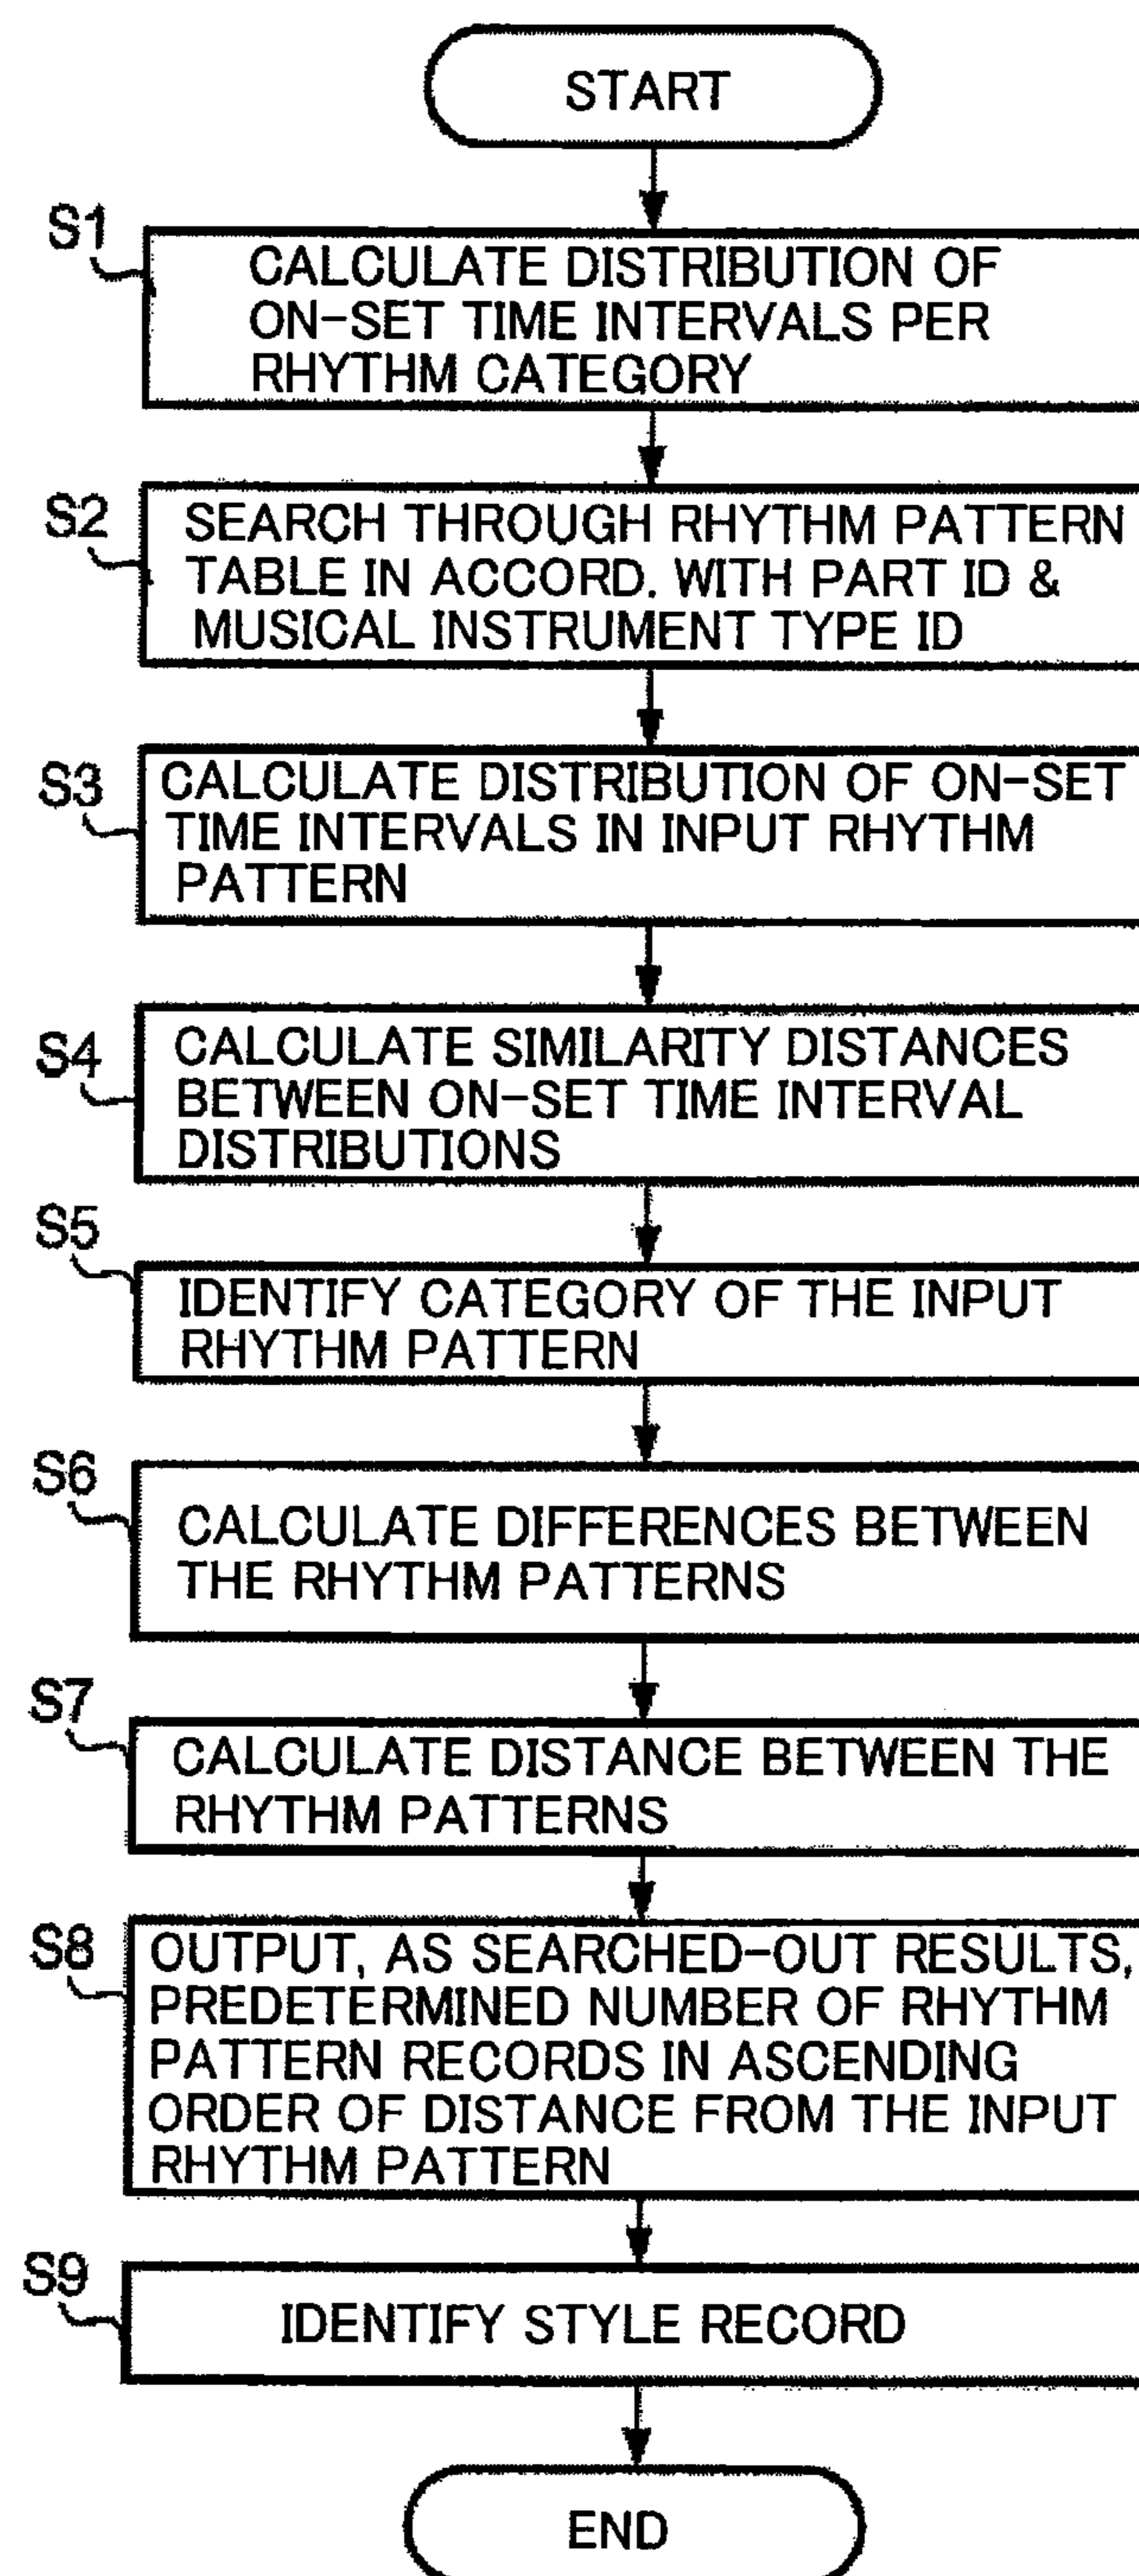 START
S1
CALCULATE DISTRIBUTION OF
ON-SET TIME INTERVALS PER
RHYTHM CATEGORY
S2
SEARCH THROUGH RHYTHM PATTERN
TABLE IN ACCORD. WITH PART ID &
MUSICAL INSTRUMENT TYPE ID
S3
CALCULATE DISTRIBUTION OF ON-SET
TIME INTERVALS IN INPUT RHYTHM
PATTERN
S4
CALCULATE SIMILARITY DISTANCES
BETWEEN ON-SET TIME INTERVAL
DISTRIBUTIONS
S5
IDENTIFY CATEGORY OF THE INPUT
RHYTHM PATTERN
S6
CALCULATE DIFFERENCES BETWEEN
THE RHYTHM PATTERNS
S7
CALCULATE DISTANCE BETWEEN THE
RHYTHM PATTERNS
S8
OUTPUT, AS SEARCHED-OUT RESULTS,
PREDETERMINED NUMBER OF RHYTHM
PATTERN RECORDS IN ASCENDING
ORDER OF DISTANCE FROM THE INPUT
RHYTHM PATTERN
S9
IDENTIFY STYLE RECORD
END